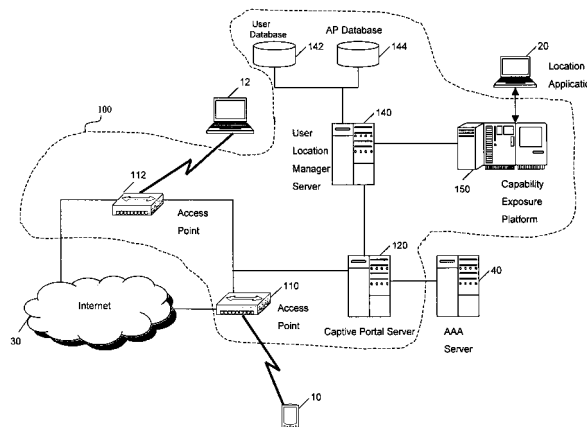 User
Database
142
AP Database
144
20
Location
Applicatio
12
100
140
User
Location
Manager
Server
150
Capability
Exposure
Platform
112
Access
Point
120
40
110
Internet
Access
Point
Captive Portal Server
AAA
Server
30
10